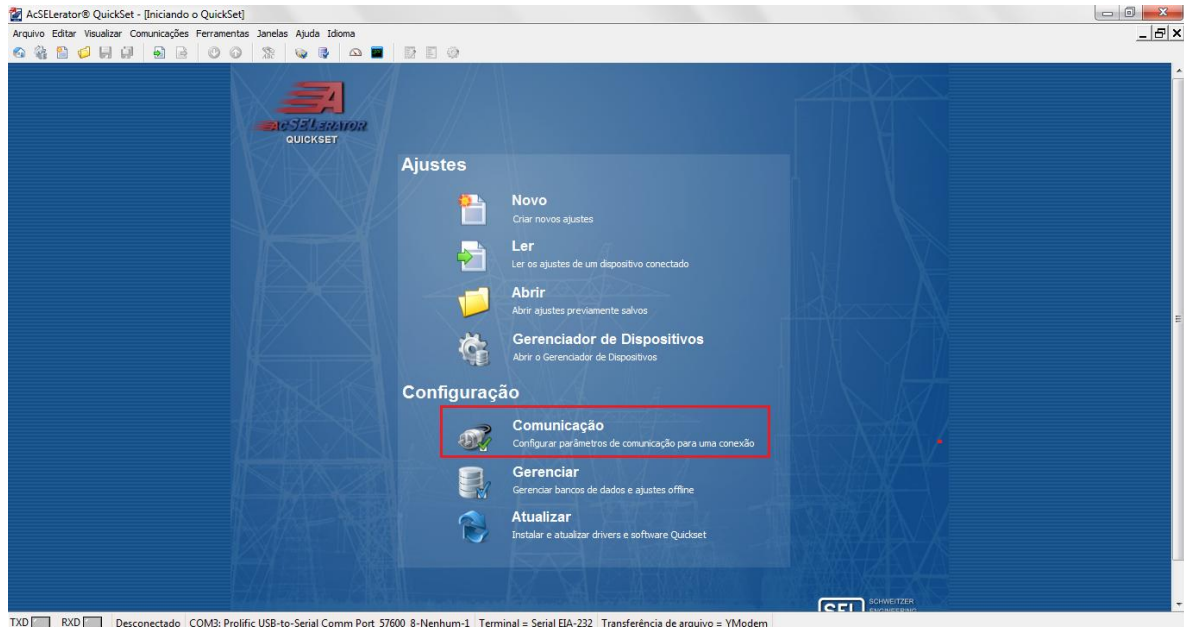 AcSELerator® QuickSet - [Iniciando o QuickSet]
Arquivo Editar Visualizar Comunicações Ferramentas Janelas Ajuda Idioma
ACSELERATOR
QUICKSET
Ajustes
Novo
Criar novos ajustes
Ler
Ler os ajustes de um dispositivo conectado
Abrir
Abrir ajustes previamente salvos
Gerenciador de Dispositivos
Abrir o Gerenciador de Dispositivos
Configuração
Comunicação
Configurar parâmetros de comunicação para uma conexão
Gerenciar
Gerenciar bancos de dados e ajustes offline
Atualizar
Instalar e atualizar drivers e software Quickset
SEL SCHWEITZER
ENGINEERING
TXD RXD Desconectado COM3: Prolific USB-to-Serial Comm Port 57600 8-Nenhum-1 Terminal = Serial EIA-232 Transferência de arquivo = YModem